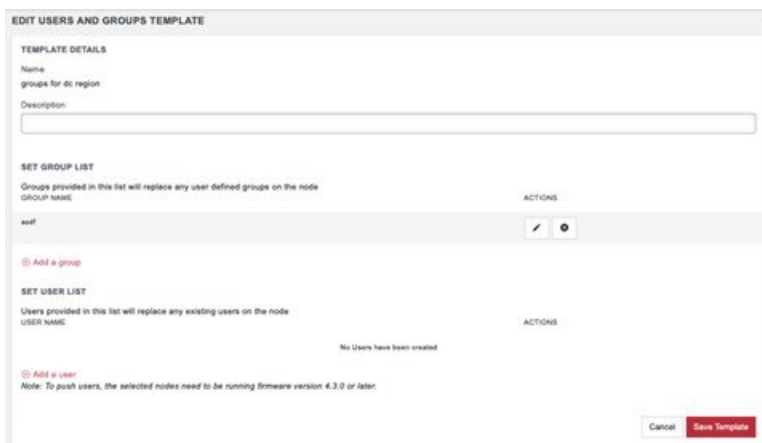 EDIT USERS AND GROUPS TEMPLATE
TEMPLATE DETAILS
Name
groups for dc region
Description
SET GROUP LIST
Groups provided in this list will replace any user defined groups on the node
GROUP NAME ACTIONS
asdf
Add a group
SET USER LIST
Users provided in this list will replace any existing users on the node
USER NAME ACTIONS
No Users have been created
Add a user
Note: To push users, the selected nodes need to be running firmware version 4.3.0 or later.
Cancel Save Template